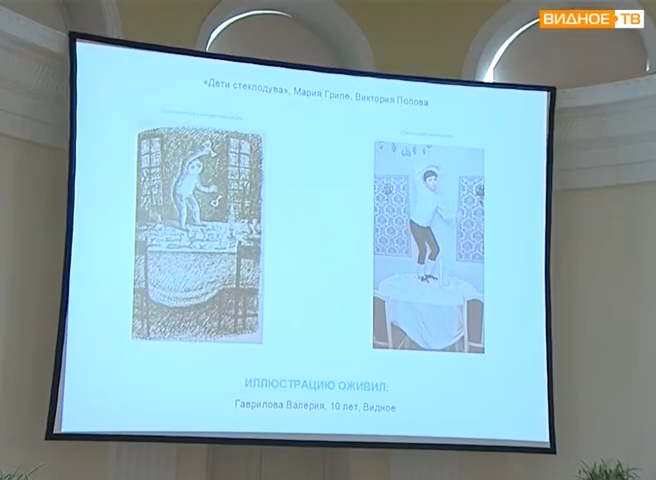 ВИДНОЕ ТВ
«Дети стеклодува», Мария Грипе, Виктория Попова
ИЛЛЮСТРАЦИЮ ОЖИВИЛ:
Гаврилова Валерия, 10 лет, Видное